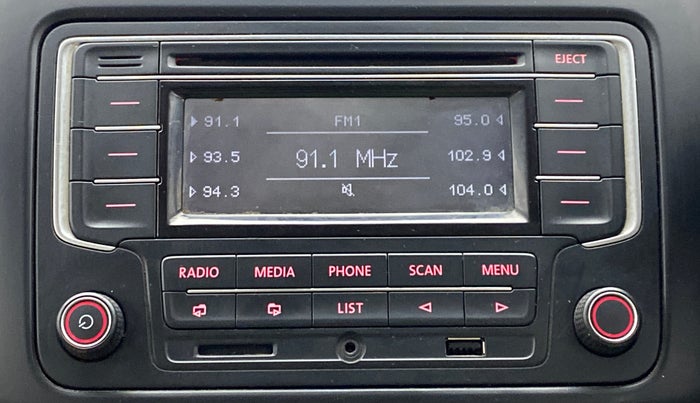 EJECT
91.1 FM1 95.0
93.5 91.1 MHz 102.9
94.3 104.0
RADIO MEDIA PHONE SCAN MENU
LIST